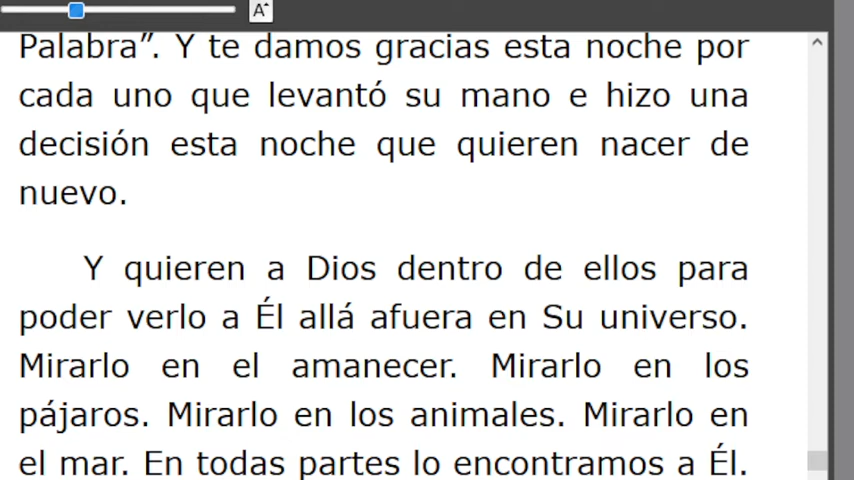 A
Palabra”. Y te damos gracias esta noche por
cada uno que levantó su mano e hizo una
decisión esta noche que quieren nacer de
nuevo.
Y quieren a Dios dentro de ellos para
poder verlo a Él allá afuera en Su universo.
Mirarlo en el amanecer. Mirarlo en los
pájaros. Mirarlo en los animales. Mirarlo en
el mar. En todas partes lo encontramos a Él.